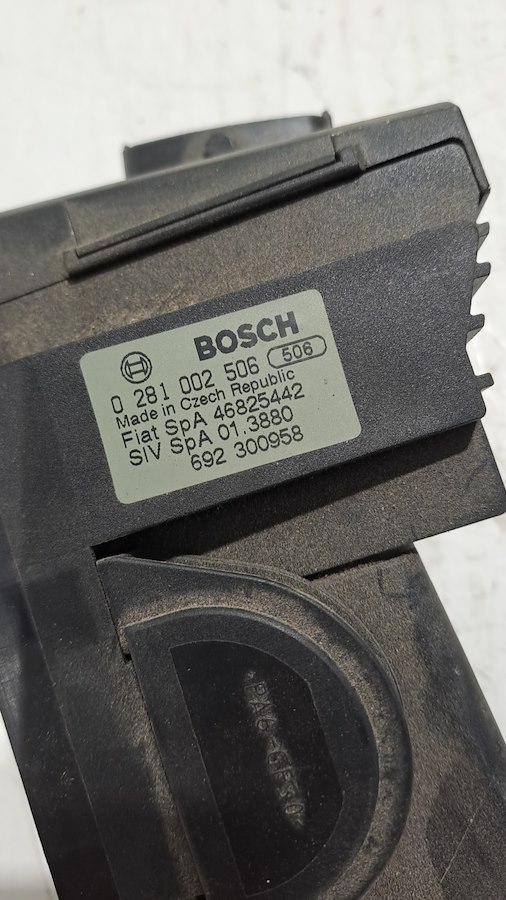 BOSCH
0 281 002 506 506
Made in Czech Republic
Fiat SpA 46825442
SIV SpA 01.3880
692 300958